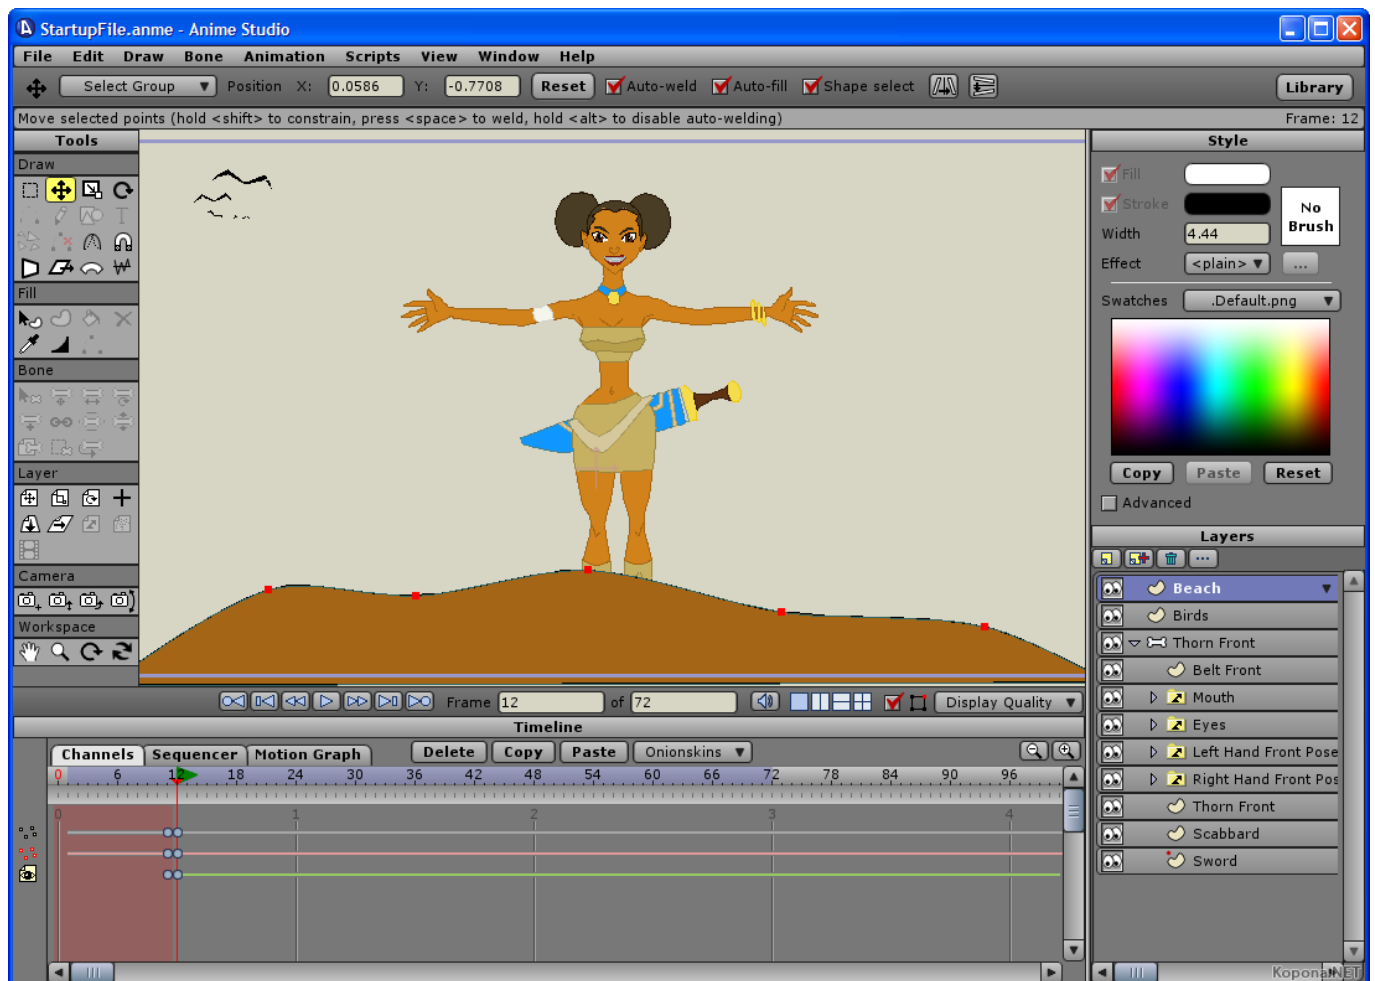 StartupFile.anme - Anime Studio
File Edit Draw Bone Animation Scripts View Window Help
Select Group Position X: 0.0586 Y: -0.7708 Reset Auto-weld Auto-fill Shape select Library
Move selected points (hold <shift> to constrain, press <space> to weld, hold <alt> to disable auto-welding) Frame: 12
Tools
Draw
Fill
Bone
Layer
Camera
Workspace
Style
Fill
Stroke
No
Brush
Width 4.44
Effect <plain> ...
Swatches .Default.png
Copy Paste Reset
Advanced
Layers
Beach
Birds
Thorn Front
Belt Front
Mouth
Eyes
Left Hand Front Pose
Right Hand Front Pos
Thorn Front
Scabbard
Sword
Frame 12 of 72 Display Quality
Timeline
Channels Sequencer Motion Graph Delete Copy Paste Onionskins
0 6 12 18 24 30 36 42 48 54 60 66 72 78 84 90 96
0 1 2 3 4
Kopona.NET